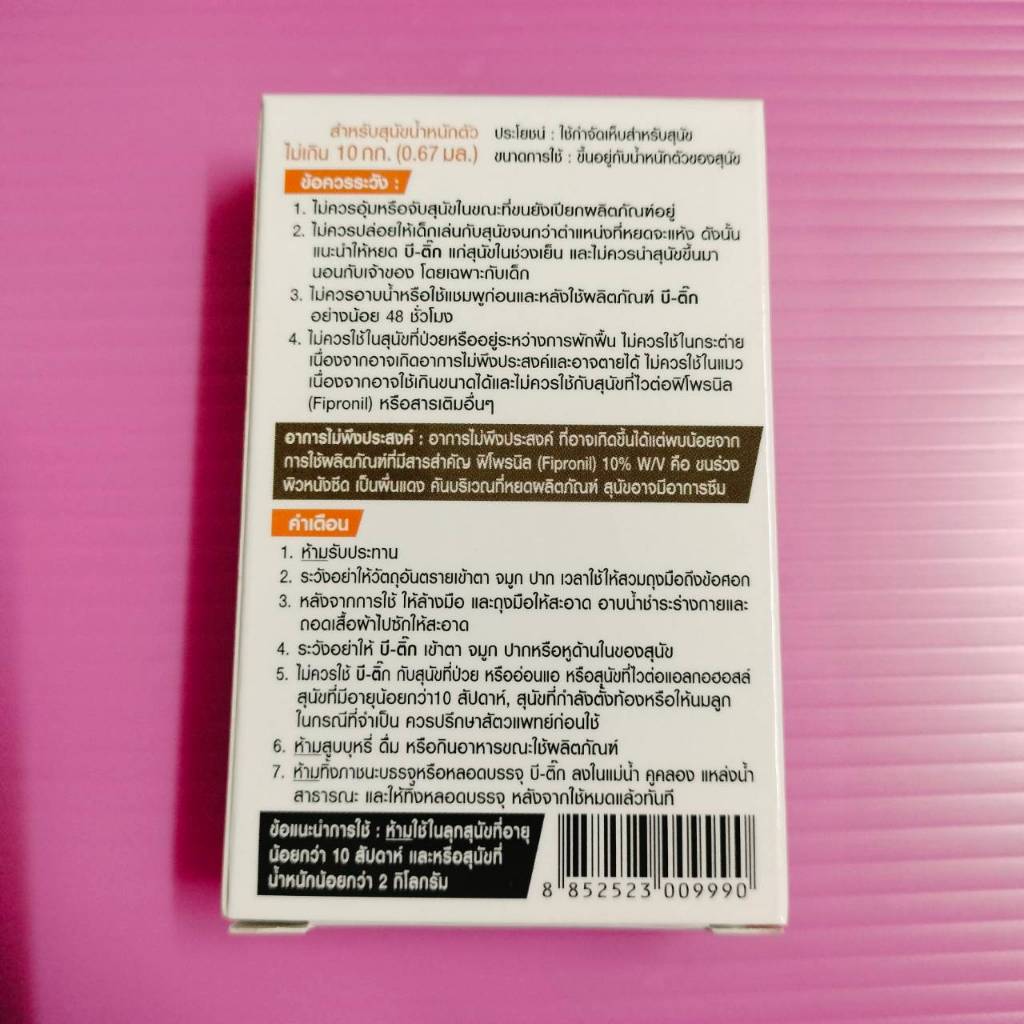 สำหรับสุนัขน้ำหนักตัว
ไม่เกิน 10 กก. (0.67 มล.)
ประโยชน์ : ใช้กำจัดเห็บสำหรับสุนัข
ขนาดการใช้ : ขึ้นอยู่กับน้ำหนักตัวของสุนัข
ข้อควรระวัง :
1. ไม่ควรอุ้มหรือจับสุนัขในขณะที่ขนยังเปียกผลิตภัณฑ์อยู่
2. ไม่ควรปล่อยให้เด็กเล่นกับสุนัขจนกว่าตำแหน่งที่หยดจะแห้ง ดังนั้น
แนะนำให้หยด บี-ติ๊ก แก่สุนัขในช่วงเย็น และไม่ควรนำสุนัขขึ้นมา
นอนกับเจ้าของ โดยเฉพาะกับเด็ก
3. ไม่ควรอาบน้ำหรือใช้แชมพูก่อนและหลังใช้ผลิตภัณฑ์ บี-ติ๊ก
อย่างน้อย 48 ชั่วโมง
4. ไม่ควรใช้ในสุนัขที่ป่วยหรืออยู่ระหว่างการพักฟื้น ไม่ควรใช้ในกระต่าย
เนื่องจากอาจเกิดอาการไม่พึงประสงค์และอาจตายได้ ไม่ควรใช้ในแมว
เนื่องจากอาจใช้เกินขนาดได้และไม่ควรใช้กับสุนัขที่ไวต่อฟิโพรนิล
(Fipronil) หรือสารเติมอื่นๆ
อาการไม่พึงประสงค์ : อาการไม่พึงประสงค์ ที่อาจเกิดขึ้นได้แต่พบน้อยจาก
การใช้ผลิตภัณฑ์ที่มีสารสำคัญ ฟิโพรนิล (Fipronil) 10% W/V คือ ขนร่วง
ผิวหนังซีด เป็นผื่นแดง คันบริเวณที่หยดผลิตภัณฑ์ สุนัขอาจมีอาการซึม
คำเตือน
1. ห้ามรับประทาน
2. ระวังอย่าให้วัตถุอันตรายเข้าตา จมูก ปาก เวลาใช้ให้สวมถุงมือถึงข้อศอก
3. หลังจากการใช้ ให้ล้างมือ และถุงมือให้สะอาด อาบน้ำชำระร่างกายและ
ถอดเสื้อผ้าไปซักให้สะอาด
4. ระวังอย่าให้ บี-ติ๊ก เข้าตา จมูก ปากหรือหูด้านในของสุนัข
5. ไม่ควรใช้ บี-ติ๊ก กับสุนัขที่ป่วย หรืออ่อนแอ หรือสุนัขที่ไวต่อแอลกอฮอสล์
สุนัขที่มีอายุน้อยกว่า10 สัปดาห์, สุนัขที่กำลังตั้งท้องหรือให้นมลูก
ในกรณีที่จำเป็น ควรปรึกษาสัตวแพทย์ก่อนใช้
6. ห้ามสูบบุหรี่ ดื่ม หรือกินอาหารขณะใช้ผลิตภัณฑ์
7. ห้ามทิ้งภาชนะบรรจุหรือหลอดบรรจุ บี-ติ๊ก ลงในแม่น้ำ คูคลอง แหล่งน้ำ
สาธารณะ และให้ทิ้งหลอดบรรจุ หลังจากใช้หมดแล้วทันที
ข้อแนะนำการใช้ : ห้ามใช้ในลูกสุนัขที่อายุ
น้อยกว่า 10 สัปดาห์ และหรือสุนัขที่
น้ำหนักน้อยกว่า 2 กิโลกรัม
8 852523 009990